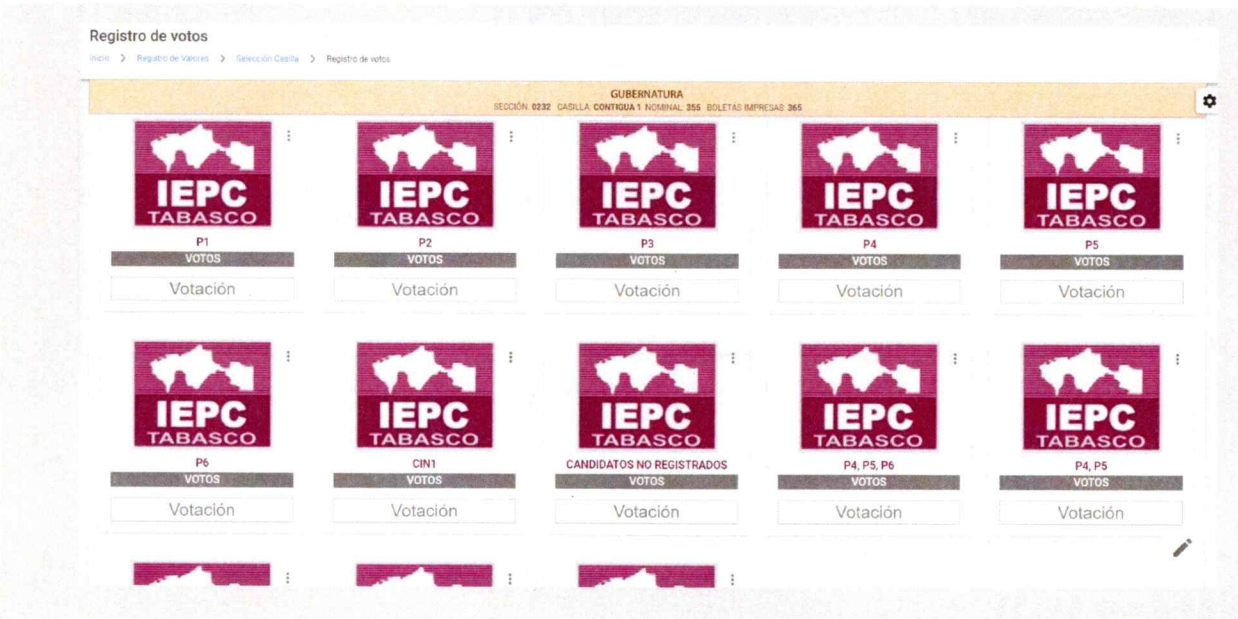 Registro de votos
Inicio > Registro de Valores > Selección Casilla > Registro de votos
GUBERNATURA
SECCIÓN: 0232 CASILLA: CONTIGUA 1 NOMINAL: 355 BOLETAS IMPRESAS: 365
IEPC IEPC IEPC IEPC IEPC
TABASCO TABASCO TABASCO TABASCO TABASCO
P1 P2 P3 P4 P5
VOTOS VOTOS VOTOS VOTOS VOTOS
Votación Votación Votación Votación Votación
IEPC IEPC IEPC IEPC IEPC
TABASCO TABASCO TABASCO TABASCO TABASCO
P6 CIN1 CANDIDATOS NO REGISTRADOS P4, P5, P6 P4, P5
VOTOS VOTOS VOTOS VOTOS VOTOS
Votación Votación Votación Votación Votación